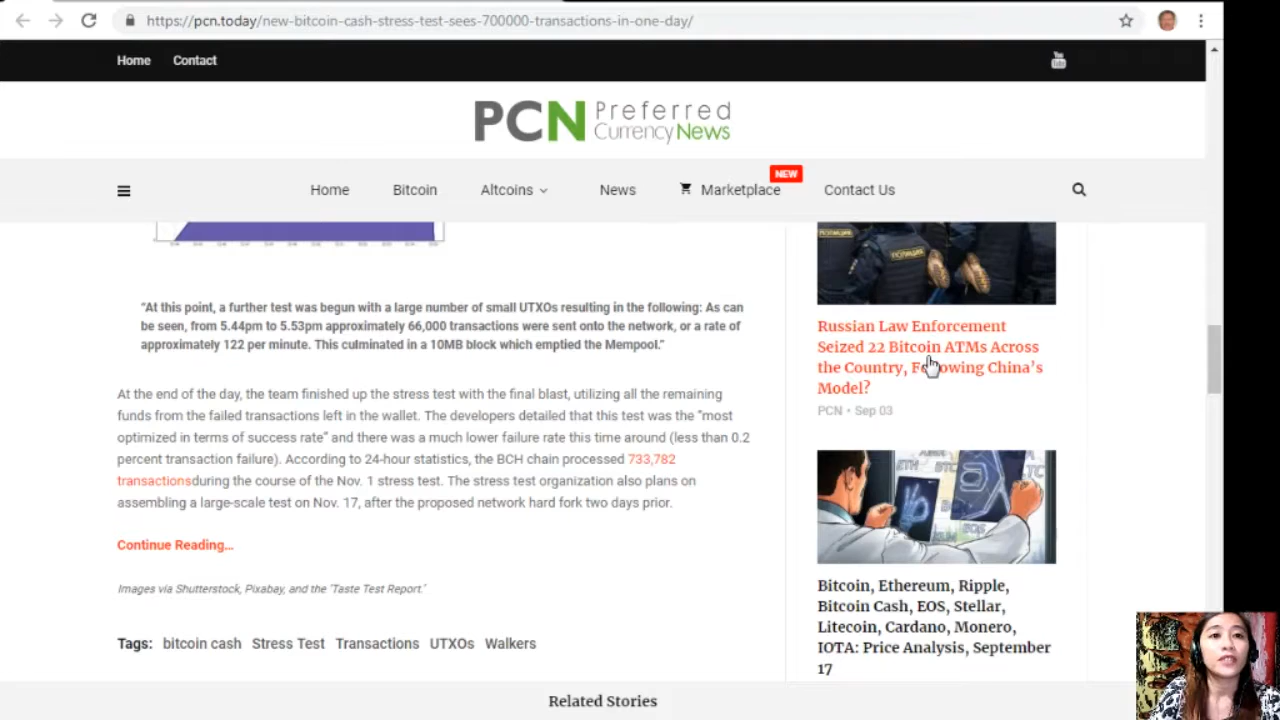 https://pcn.today/new-bitcoin-cash-stress-test-sees-700000-transactions-in-one-day/
Home Contact
You Tube
PCN Preferred
Currency News
Home Bitcoin Altcoins News Marketplace NEW Contact Us
“At this point, a further test was begun with a large number of small UTXOs resulting in the following: As can
be seen, from 5.44pm to 5.53pm approximately 66,000 transactions were sent onto the network, or a rate of
approximately 122 per minute. This culminated in a 10MB block which emptied the Mempool.”
At the end of the day, the team finished up the stress test with the final blast, utilizing all the remaining
funds from the failed transactions left in the wallet. The developers detailed that this test was the “most
optimized in terms of success rate” and there was a much lower failure rate this time around (less than 0.2
percent transaction failure). According to 24-hour statistics, the BCH chain processed 733,782
transactionsduring the course of the Nov. 1 stress test. The stress test organization also plans on
assembling a large-scale test on Nov. 17, after the proposed network hard fork two days prior.
Continue Reading...
Images via Shutterstock, Pixabay, and the ‘Taste Test Report.’
Tags: bitcoin cash Stress Test Transactions UTXOs Walkers
ПОЛИЦИЯ
Russian Law Enforcement
Seized 22 Bitcoin ATMs Across
the Country, Following China’s
Model?
PCN • Sep 03
ETH BTC LTC
Bitcoin, Ethereum, Ripple,
Bitcoin Cash, EOS, Stellar,
Litecoin, Cardano, Monero,
IOTA: Price Analysis, September
17
Related Stories